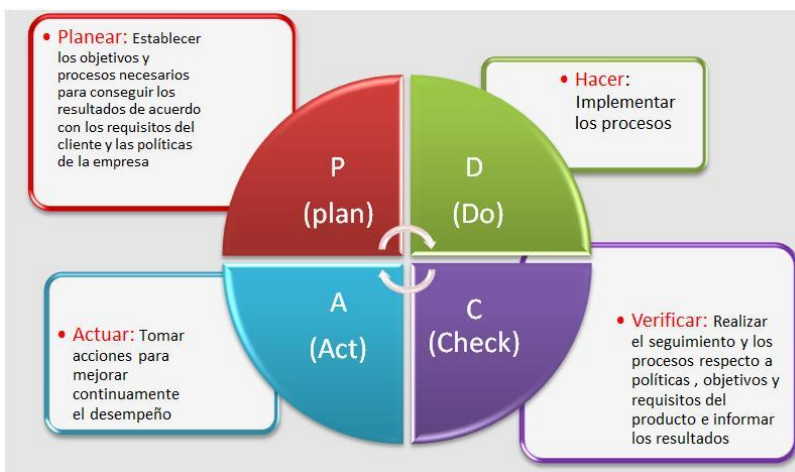 • Planear: Establecer
los objetivos y
procesos necesarios
para conseguir los
resultados de acuerdo
con los requisitos del
cliente y las políticas
de la empresa
• Hacer:
Implementar
los procesos
P
(plan)
D
(Do)
A
(Act)
C
(Check)
• Actuar: Tomar
acciones para
mejorar
continuamente
el desempeño
• Verificar: Realizar
el seguimiento y los
procesos respecto a
políticas , objetivos y
requisitos del
producto e informar
los resultados